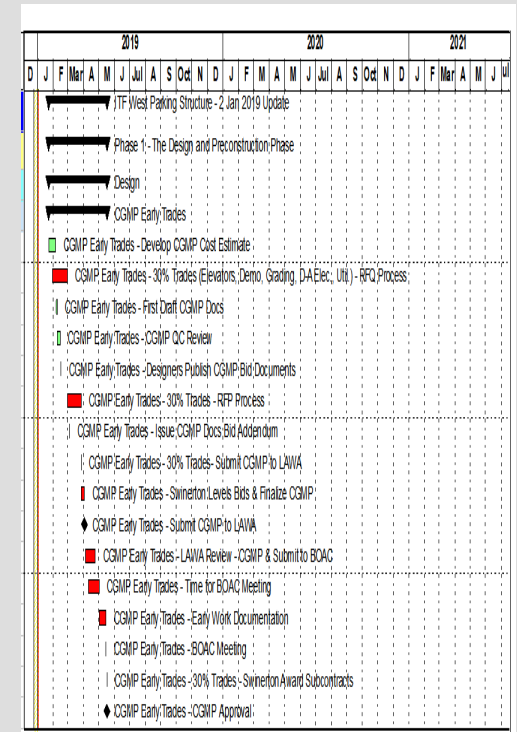 2019 2020 2021
D J F Mar A M J Jul A S Oct N D J F M A M J Jul A S Oct N D J F Mar A M J Jul
ITF West Parking Structure - 2 Jan 2019 Update
Phase 1 - The Design and Preconstruction Phase
Design
CGMP Early Trades
CGMP Early Trades - Develop CGMP Cost Estimate
CGMP Early Trades - 30% Trades (Elevators, Demo, Grading, D-A Elec., Util.) - RFQ Process
CGMP Early Trades - First Draft CGMP Docs
CGMP Early Trades - CGMP QC Review
CGMP Early Trades - Designers Publish CGMP Bid Documents
CGMP Early Trades - 30% Trades - RFP Process
CGMP Early Trades - Issue CGMP Docs Bid Addendum
CGMP Early Trades - 30% Trades- Submit CGMP to LAWA
CGMP Early Trades - Swinerton Levels Bids & Finalize CGMP
CGMP Early Trades - Submit CGMP to LAWA
CGMP Early Trades - LAWA Review - CGMP & Submit to BOAC
CGMP Early Trades - Time for BOAC Meeting
CGMP Early Trades - Early Work Documentation
CGMP Early Trades - BOAC Meeting
CGMP Early Trades - 30% Trades - Swinerton Award Subcontracts
CGMP Early Trades - CGMP Approval